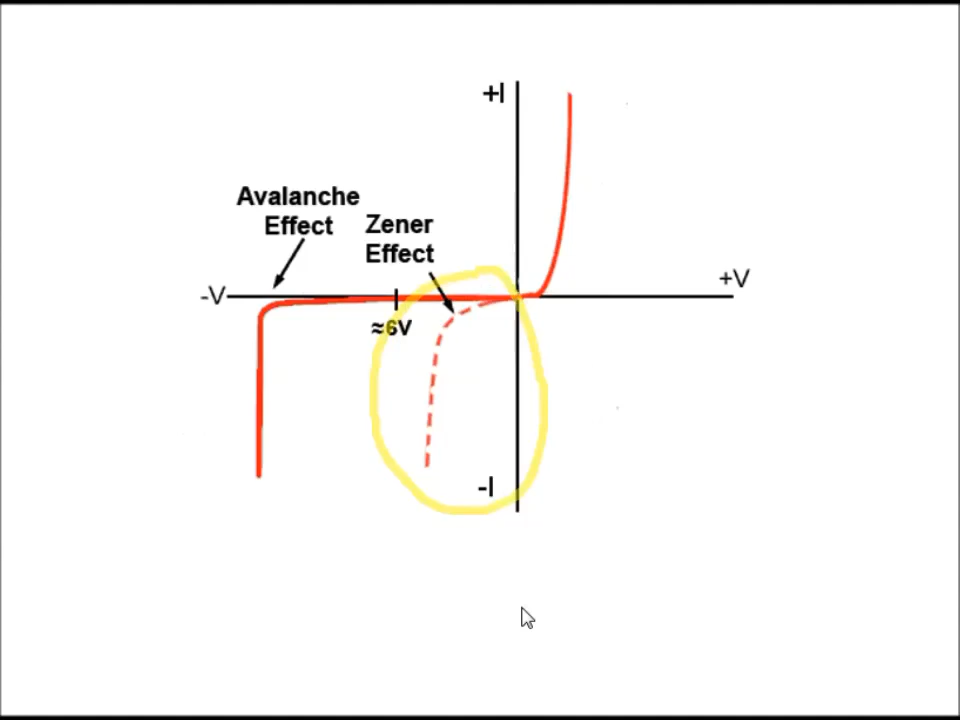 +I
Avalanche
Effect
Zener
Effect
-V
+V
≈6V
-I